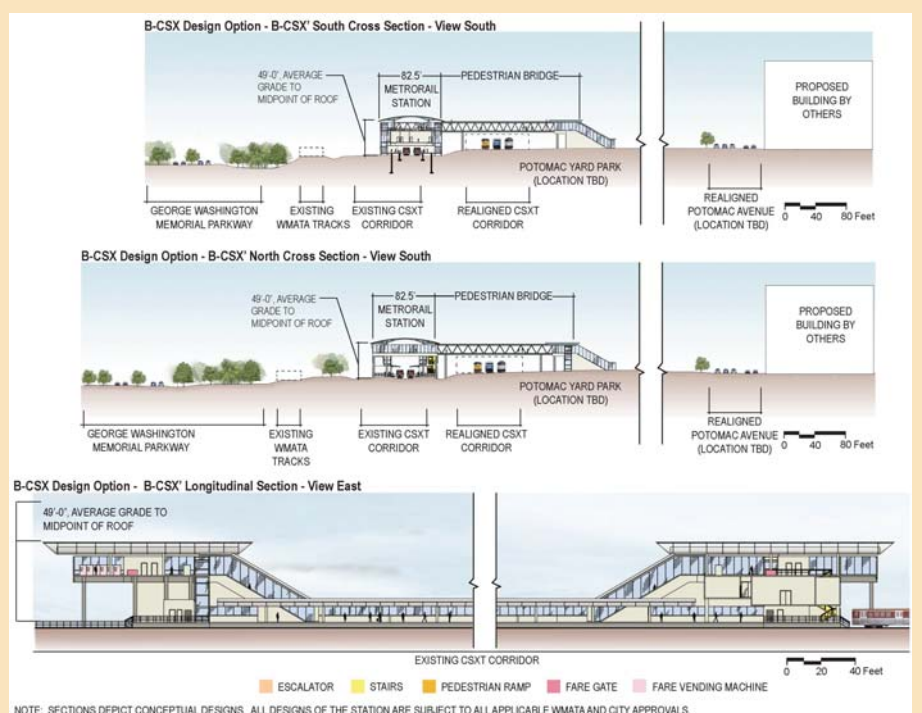 B-CSX Design Option - B-CSX' South Cross Section - View South
49'-0", AVERAGE
GRADE TO
MIDPOINT OF ROOF
82.5'
METRORAIL
STATION
PEDESTRIAN BRIDGE
PROPOSED
BUILDING BY
OTHERS
POTOMAC YARD PARK
(LOCATION TBD)
GEORGE WASHINGTON
MEMORIAL PARKWAY
EXISTING
WMATA TRACKS
EXISTING CSXT
CORRIDOR
REALIGNED CSXT
CORRIDOR
REALIGNED
POTOMAC AVENUE
(LOCATION TBD)
0 40 80 Feet
B-CSX Design Option - B-CSX' North Cross Section - View South
49'-0", AVERAGE
GRADE TO
MIDPOINT OF ROOF
82.5'
METRORAIL
STATION
PEDESTRIAN BRIDGE
PROPOSED
BUILDING BY
OTHERS
POTOMAC YARD PARK
(LOCATION TBD)
GEORGE WASHINGTON
MEMORIAL PARKWAY
EXISTING
WMATA
TRACKS
EXISTING CSXT
CORRIDOR
REALIGNED CSXT
CORRIDOR
REALIGNED
POTOMAC AVENUE
(LOCATION TBD)
0 40 80 Feet
B-CSX Design Option - B-CSX' Longitudinal Section - View East
49'-0", AVERAGE GRADE TO
MIDPOINT OF ROOF
EXISTING CSXT CORRIDOR
0 20 40 Feet
ESCALATOR STAIRS PEDESTRIAN RAMP FARE GATE FARE VENDING MACHINE
NOTE: SECTIONS DEPICT CONCEPTUAL DESIGNS. ALL DESIGNS OF THE STATION ARE SUBJECT TO ALL APPLICABLE WMATA AND CITY APPROVALS.